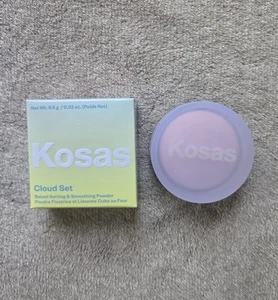 Net Wt. 9.5 g / 0.33 oz. (Poids Net)
Kosas
Cloud Set
Baked Setting & Smoothing Powder
Poudre Fixatrice et Lissante Cuite au Four
Kosas